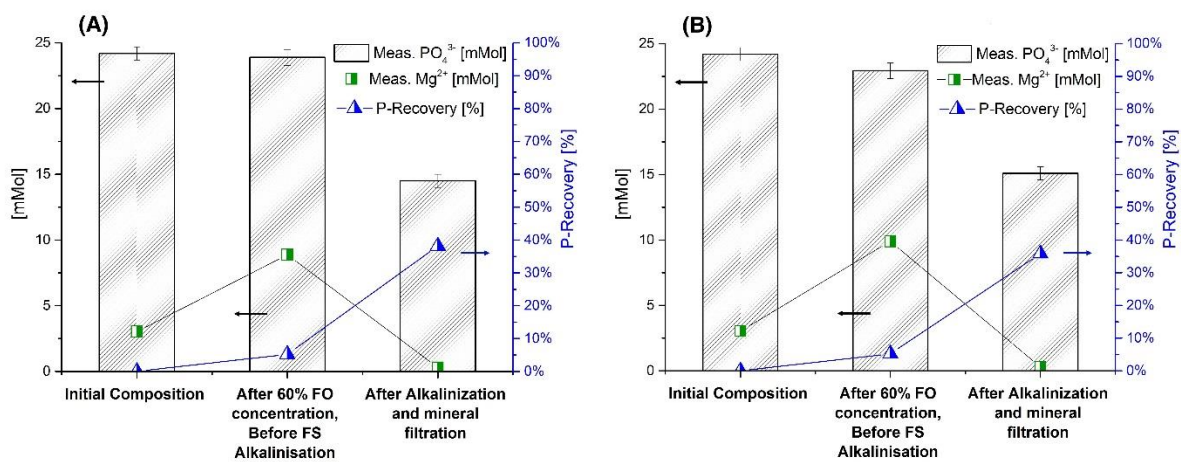 (A)
25
20
15
10
5
0
[mMol]
Meas. PO₄³⁻ [mMol]
Meas. Mg²⁺ [mMol]
P-Recovery [%]
100%
90%
80%
70%
60%
50%
40%
30%
20%
10%
0%
P-Recovery [%]
Initial Composition
After 60% FO
concentration,
Before FS
Alkalinisation
After Alkalinization
and mineral
filtration
(B)
25
20
15
10
5
0
[mMol]
Meas. PO₄³⁻ [mMol]
Meas. Mg²⁺ [mMol]
P-Recovery [%]
100%
90%
80%
70%
60%
50%
40%
30%
20%
10%
0%
P-Recovery [%]
Initial Composition
After 60% FO
concentration,
Before FS
Alkalinisation
After Alkalinization
and mineral
filtration